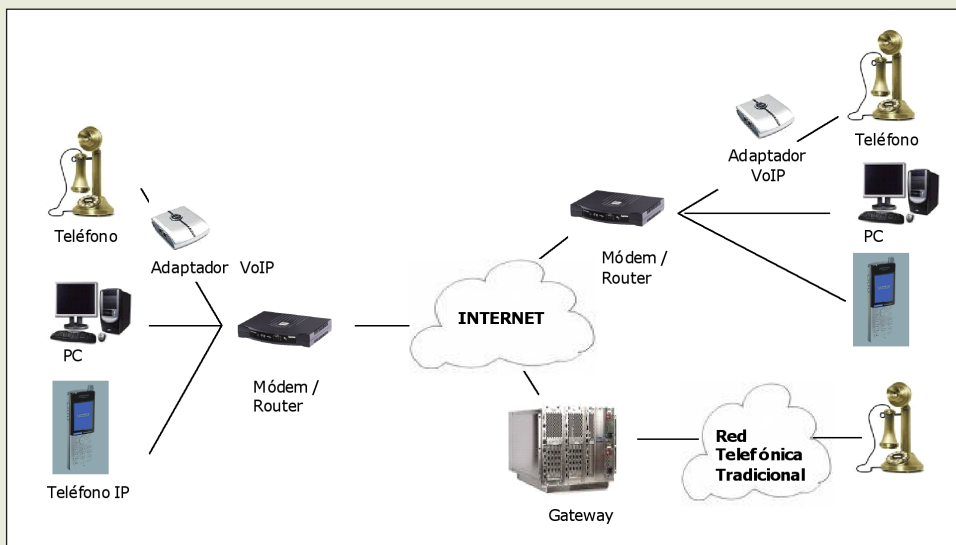 Teléfono
Adaptador
VoIP
PC
Módem /
Router
Teléfono
Adaptador VoIP
PC
Módem /
Router
Teléfono IP
INTERNET
Gateway
Red
Telefónica
Tradicional